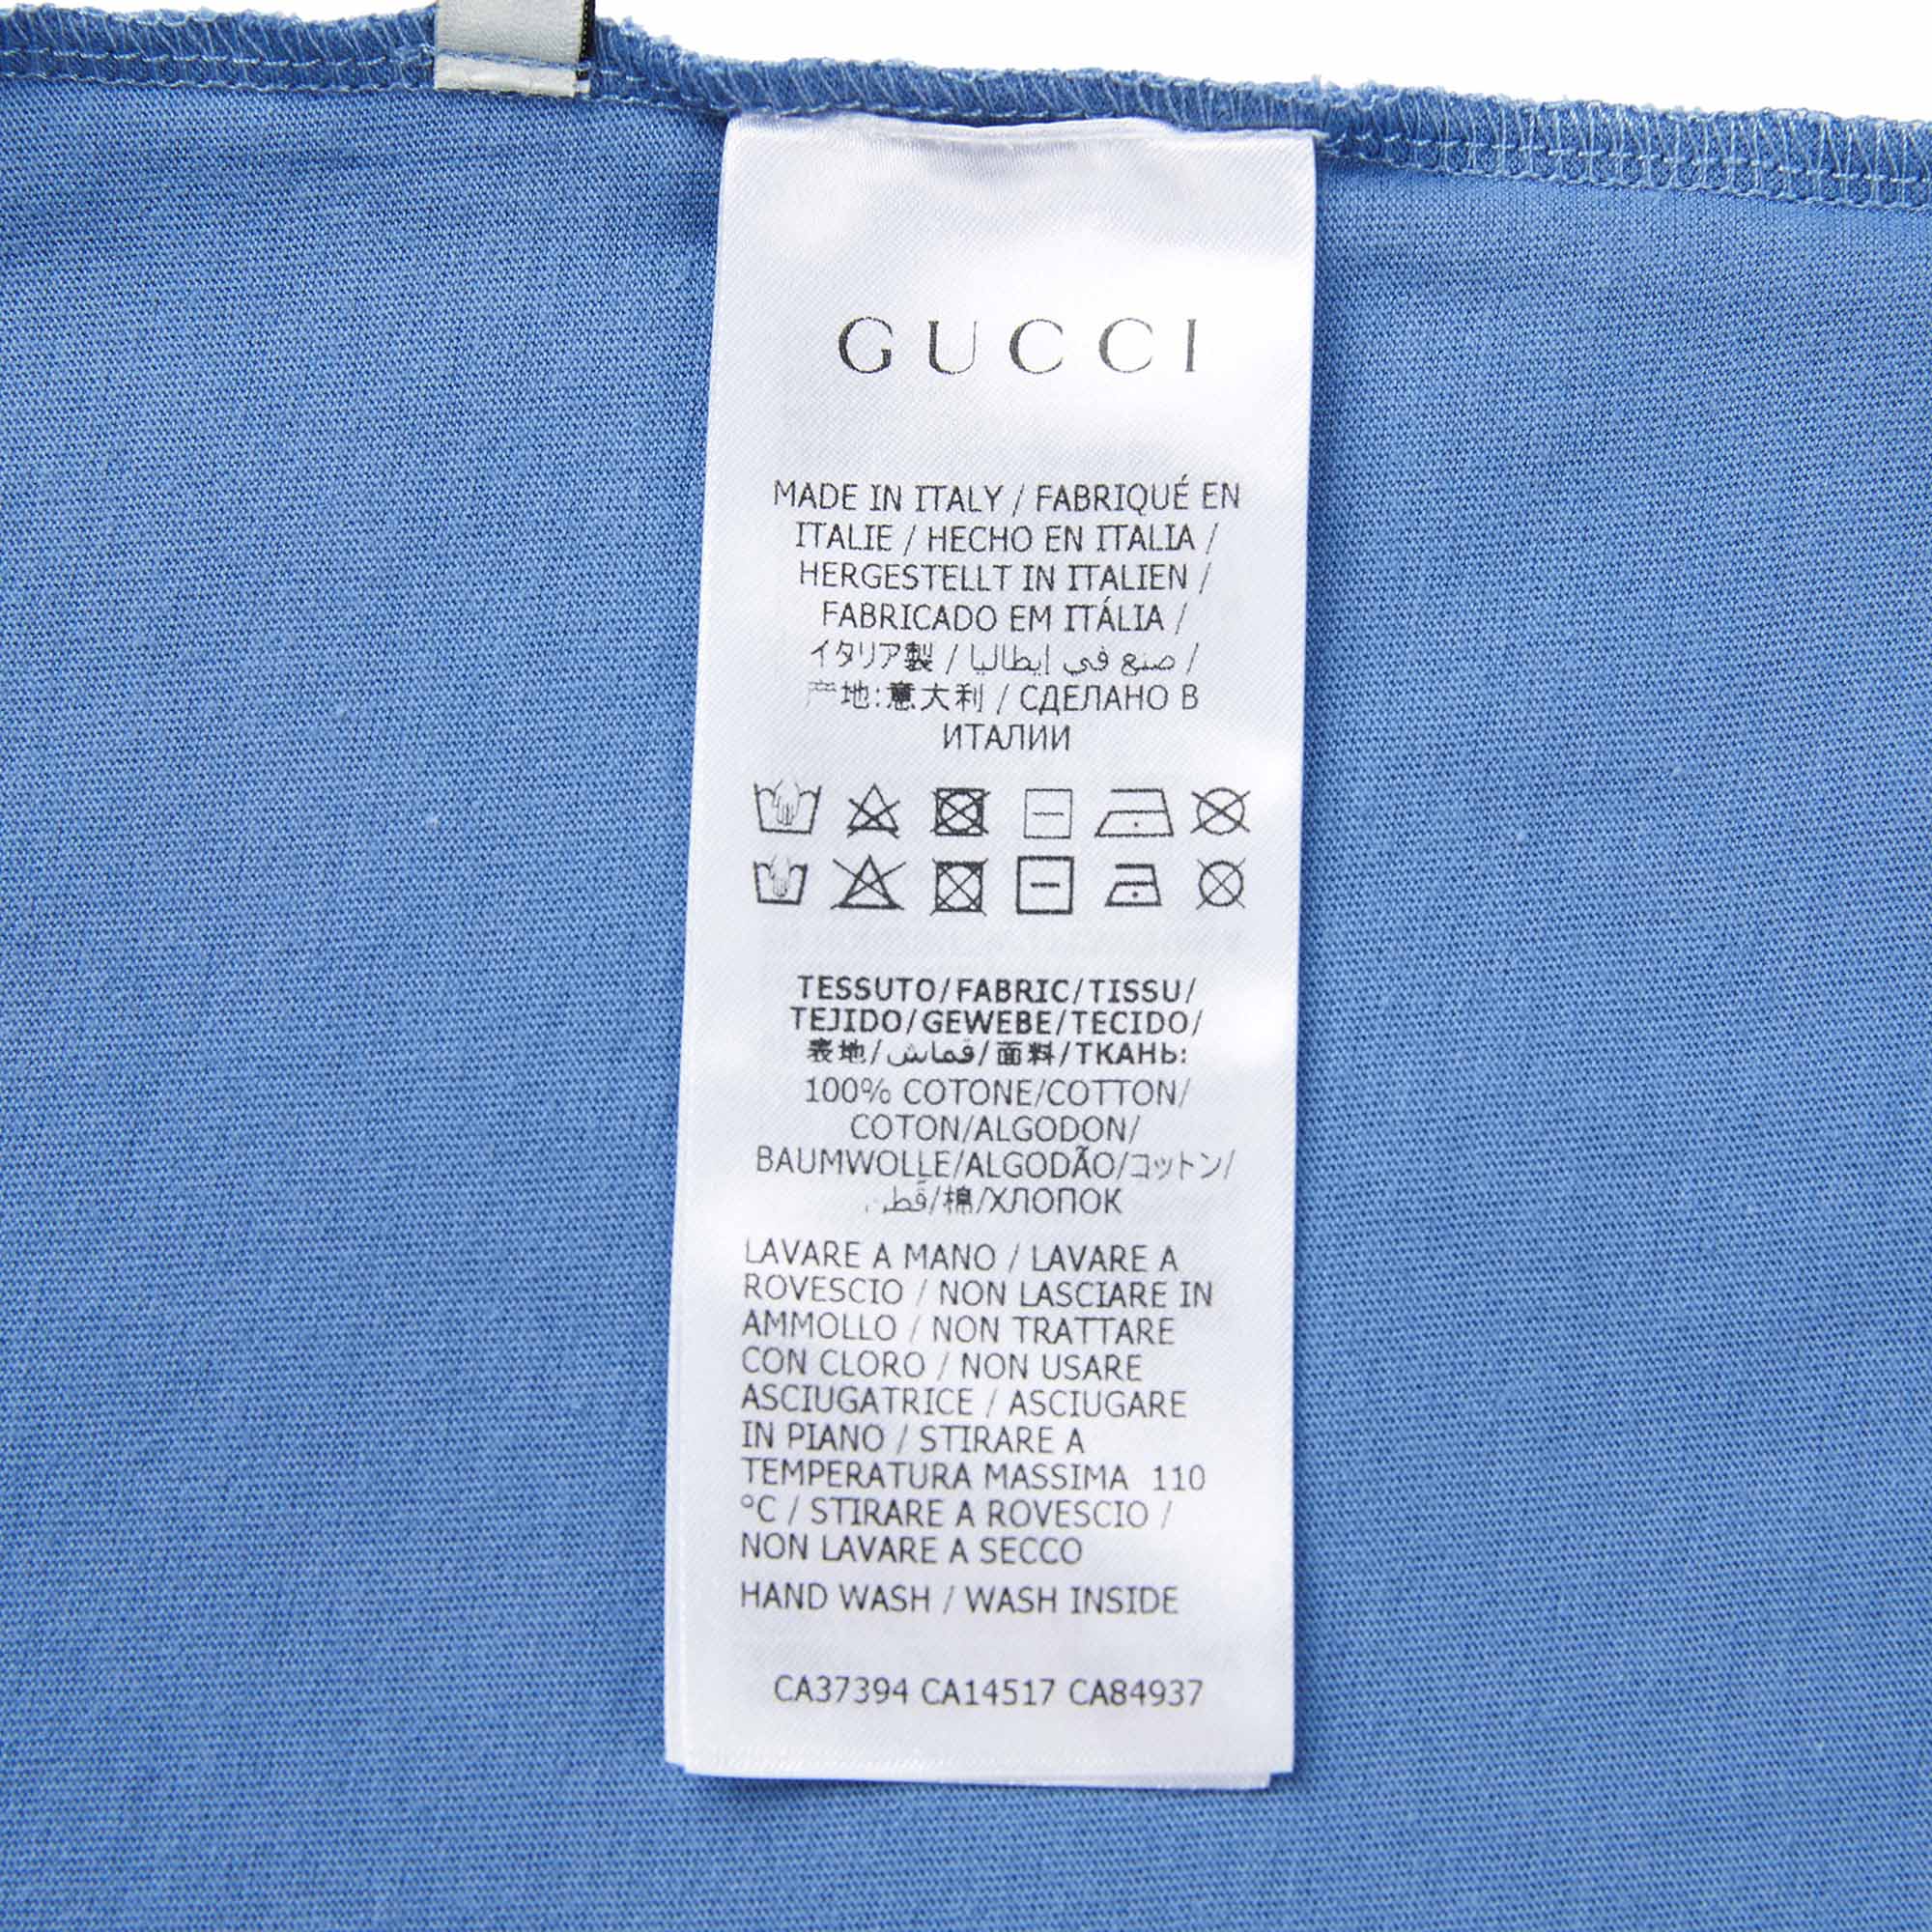 GUCCI
MADE IN ITALY / FABRIQUÉ EN
ITALIE / HECHO EN ITALIA /
HERGESTELLT IN ITALIEN /
FABRICADO EM ITÁLIA /
イタリア製 / صنع في إيطاليا /
产地:意大利 / СДЕЛАНО В
ИТАЛИИ
TESSUTO/FABRIC/TISSU/
TEJIDO/GEWEBE/TECIDO/
表地/قماش/面料/ТКАНЬ:
100% COTONE/COTTON/
COTON/ALGODON/
BAUMWOLLE/ALGODÃO/コットン/
قطن/棉/ХЛОПОК
LAVARE A MANO / LAVARE A
ROVESCIO / NON LASCIARE IN
AMMOLLO / NON TRATTARE
CON CLORO / NON USARE
ASCIUGATRICE / ASCIUGARE
IN PIANO / STIRARE A
TEMPERATURA MASSIMA 110
°C / STIRARE A ROVESCIO /
NON LAVARE A SECCO
HAND WASH / WASH INSIDE
CA37394 CA14517 CA84937